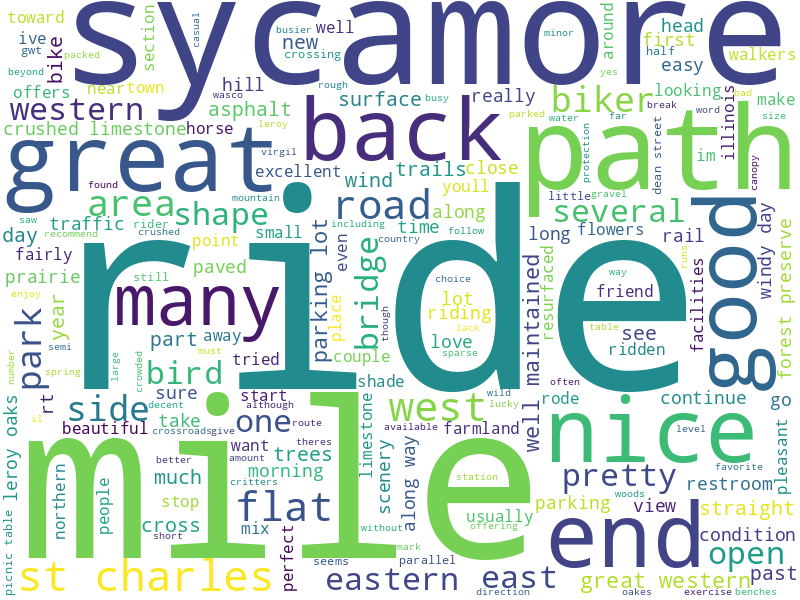 sycamore
toward
casual
busier
well
minor
around
head
ive
gwt
packed
bike
section
new
crossing
beyond
rough
busy
yes
half
first
walkers
easy
offers
near
town
hill
wasco
parked
break
far
word
bad
size
looking
make
western
asphalt
surface
really
back
biker
path
illinois
crushed limestone
horse
leroy
virgil
excellent
wind
trails
close
water
protection
dean street
im
canopy
great
area
shape
road
youll
little
gravel
several
good
windy day
found
mountain
saw
recommend
rider
crushed
traffic
including
follow
time
along
long
flowers
rail
day
fairly
point
small
country
even
parking lot
bridge
prairie
year
paved
still
place
choice
lot
riding
though
lack
sparse
friend
way
runs
facilities
forest preserve
enjoy
semi
large
many
ride
resurfaced
well maintained
see
ridden
table
number
park
spring
rt
must
crowded
part
away
tried
couple
love
shade
bird
sure
start
decent
although
route
theres
side
beautiful
take
crossroadsgive
one
west
wild
lucky
often
rode
continue
go
level
favorite
pleasant
il
leroy oaks
want
trees
limestone
scenery
along way
available
farmland
nice
better
amount
critters
morning
much
northern
people
stop
flat
without
station
offering
usually
pretty
restroom
woods
parking
view
straight
picnic table
cross
short
mix
perfect
mile
mark
end
condition
open
st charles
seems
parallel
eastern
east
direction
great western
past
oakes
exercise
benches